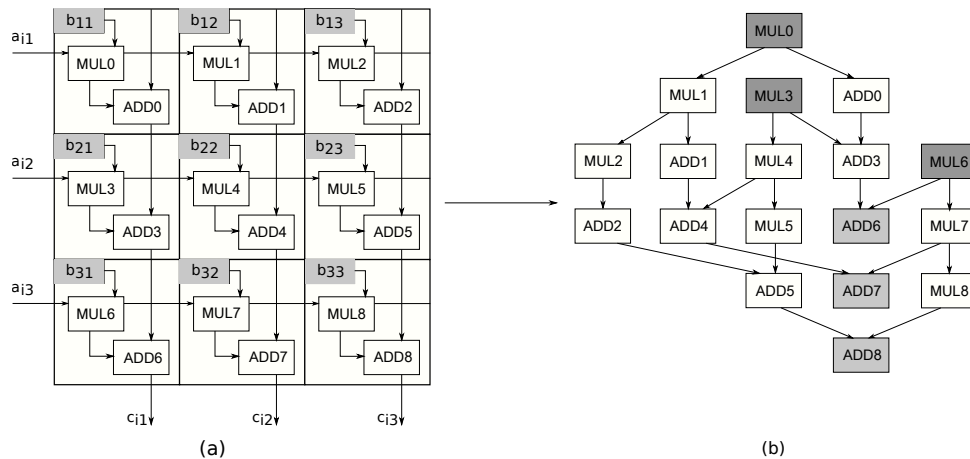 b11 b12 b13
ai1
MUL0 MUL1 MUL2
ADD0 ADD1 ADD2
b21 b22 b23
ai2
MUL3 MUL4 MUL5
ADD3 ADD4 ADD5
b31 b32 b33
ai3
MUL6 MUL7 MUL8
ADD6 ADD7 ADD8
ci1 ci2 ci3
(a)
MUL0
MUL1 MUL3 ADD0
MUL2 ADD1 MUL4 ADD3 MUL6
ADD2 ADD4 MUL5 ADD6 MUL7
ADD5 ADD7 MUL8
ADD8
(b)